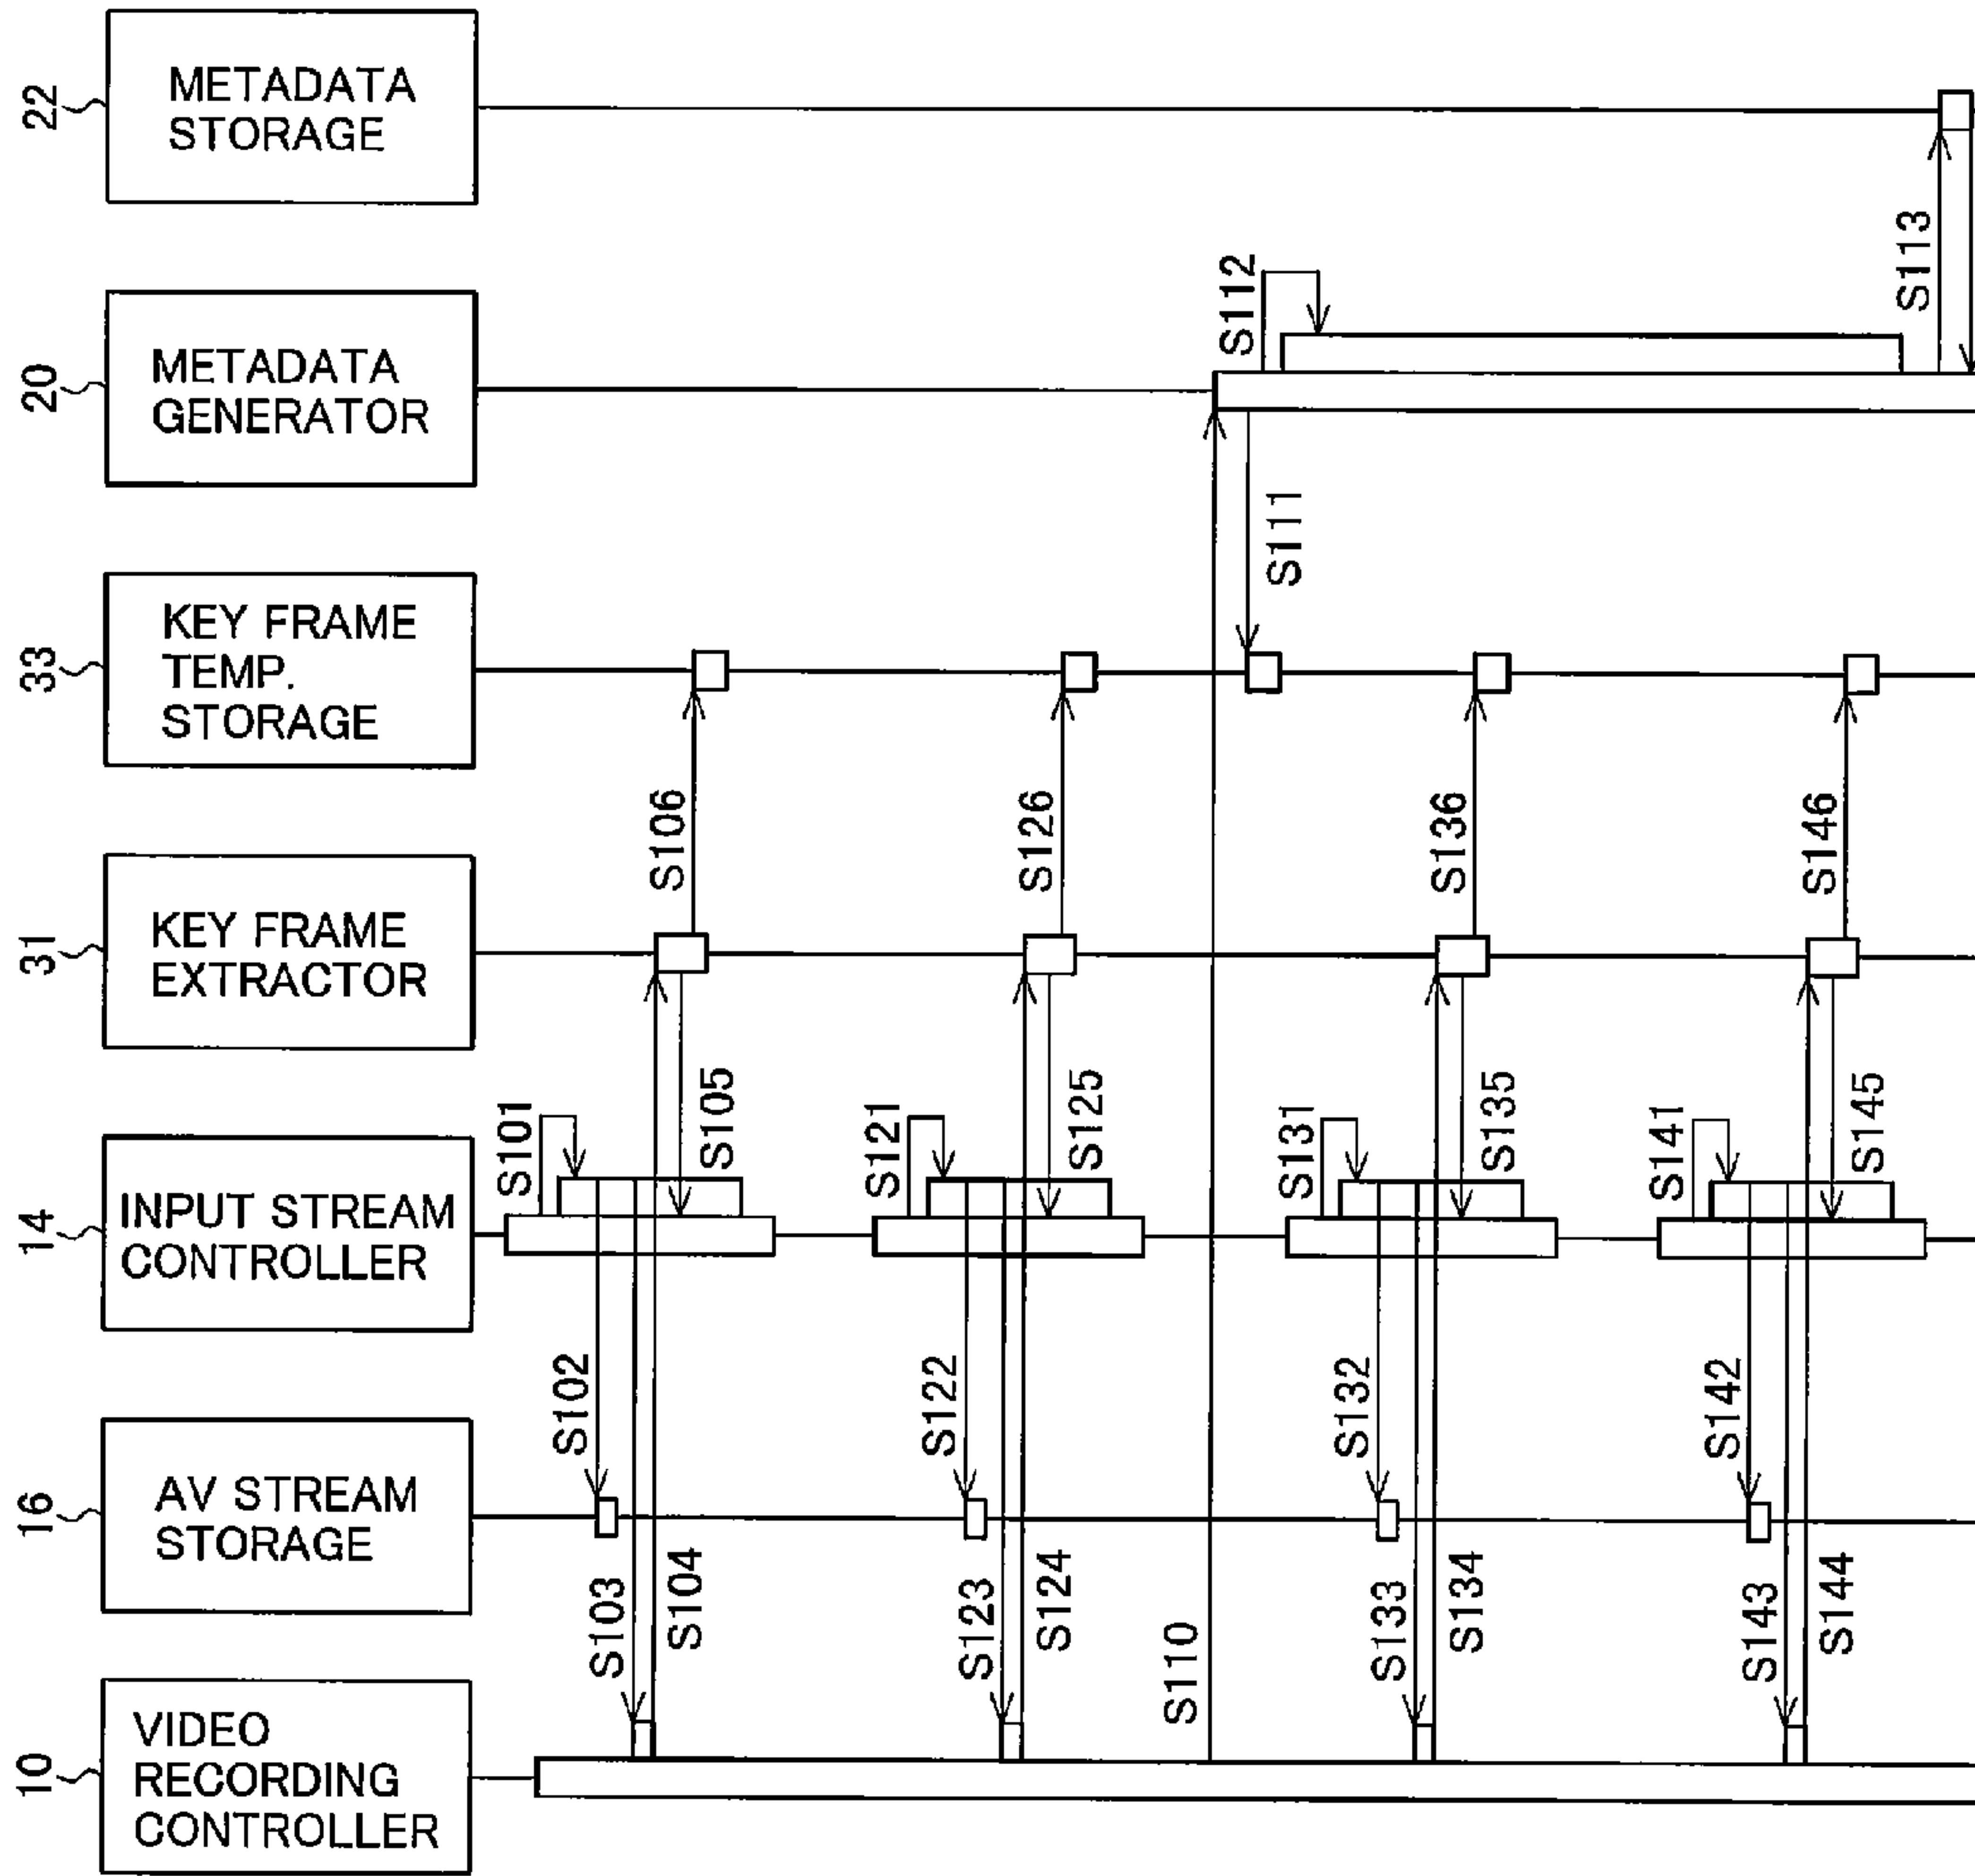 22
METADATA
STORAGE
20
METADATA
GENERATOR
33
KEY FRAME
TEMP.
STORAGE
31
KEY FRAME
EXTRACTOR
14
INPUT STREAM
CONTROLLER
16
AV STREAM
STORAGE
10
VIDEO
RECORDING
CONTROLLER
S101
S102
S103
S104
S105
S106
S121
S122
S123
S124
S125
S126
S110
S111
S112
S113
S131
S132
S133
S134
S135
S136
S141
S142
S143
S144
S145
S146